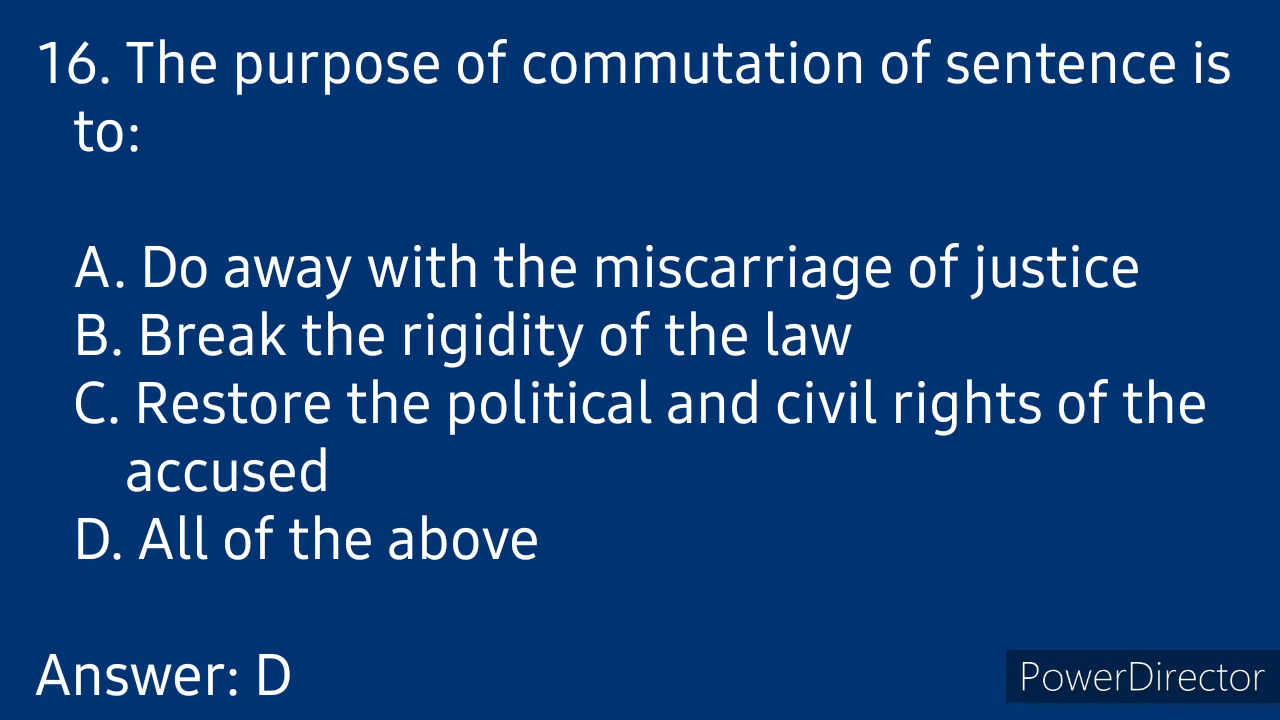 16. The purpose of commutation of sentence is
to:
A. Do away with the miscarriage of justice
B. Break the rigidity of the law
C. Restore the political and civil rights of the
accused
D. All of the above
Answer: D
PowerDirector